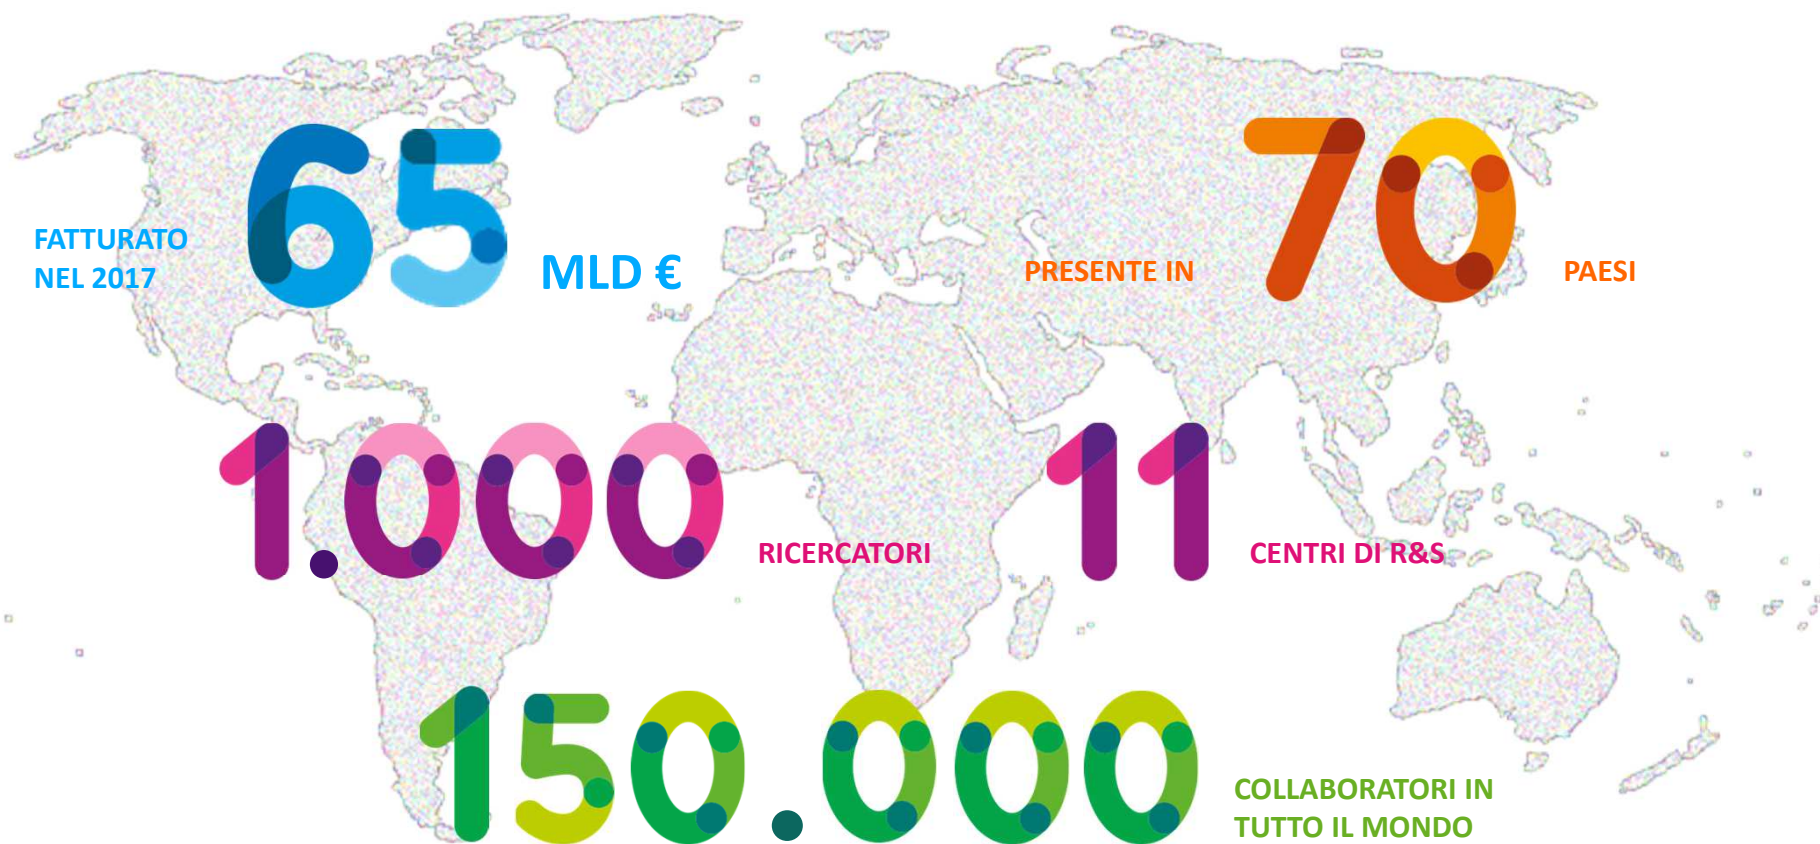 FATTURATO
NEL 2017
65
MLD €
PRESENTE IN
70
PAESI
1.000
RICERCATORI
11
CENTRI DI R&S
150.000
COLLABORATORI IN
TUTTO IL MONDO